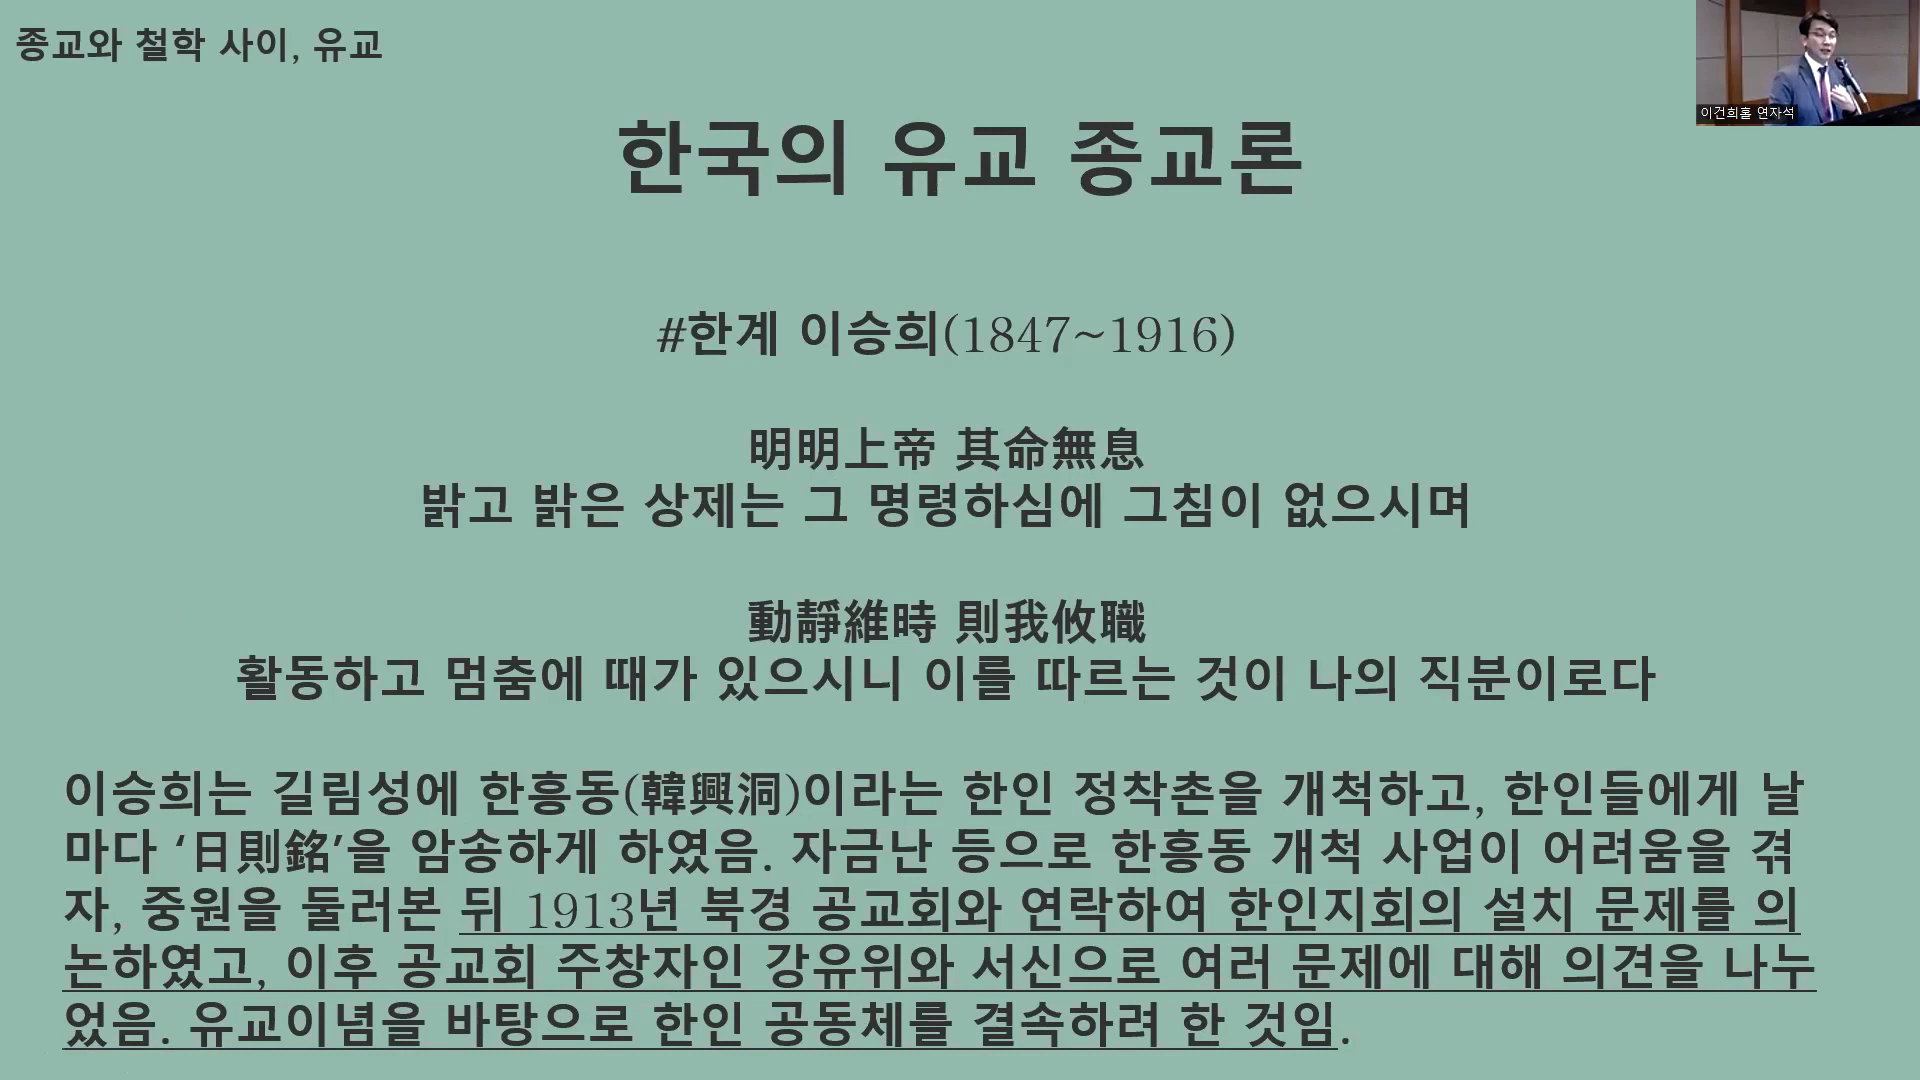 종교와 철학 사이, 유교
이건희홀 연자석
한국의 유교 종교론
#한계 이승희(1847~1916)
明明上帝 其命無息
밝고 밝은 상제는 그 명령하심에 그침이 없으시며
動靜維時 則我攸職
활동하고 멈춤에 때가 있으시니 이를 따르는 것이 나의 직분이로다
이승희는 길림성에 한흥동(韓興洞)이라는 한인 정착촌을 개척하고, 한인들에게 날
마다 ‘日則銘’을 암송하게 하였음. 자금난 등으로 한흥동 개척 사업이 어려움을 겪
자, 중원을 둘러본 뒤 1913년 북경 공교회와 연락하여 한인지회의 설치 문제를 의
논하였고, 이후 공교회 주창자인 강유위와 서신으로 여러 문제에 대해 의견을 나누
었음. 유교이념을 바탕으로 한인 공동체를 결속하려 한 것임.